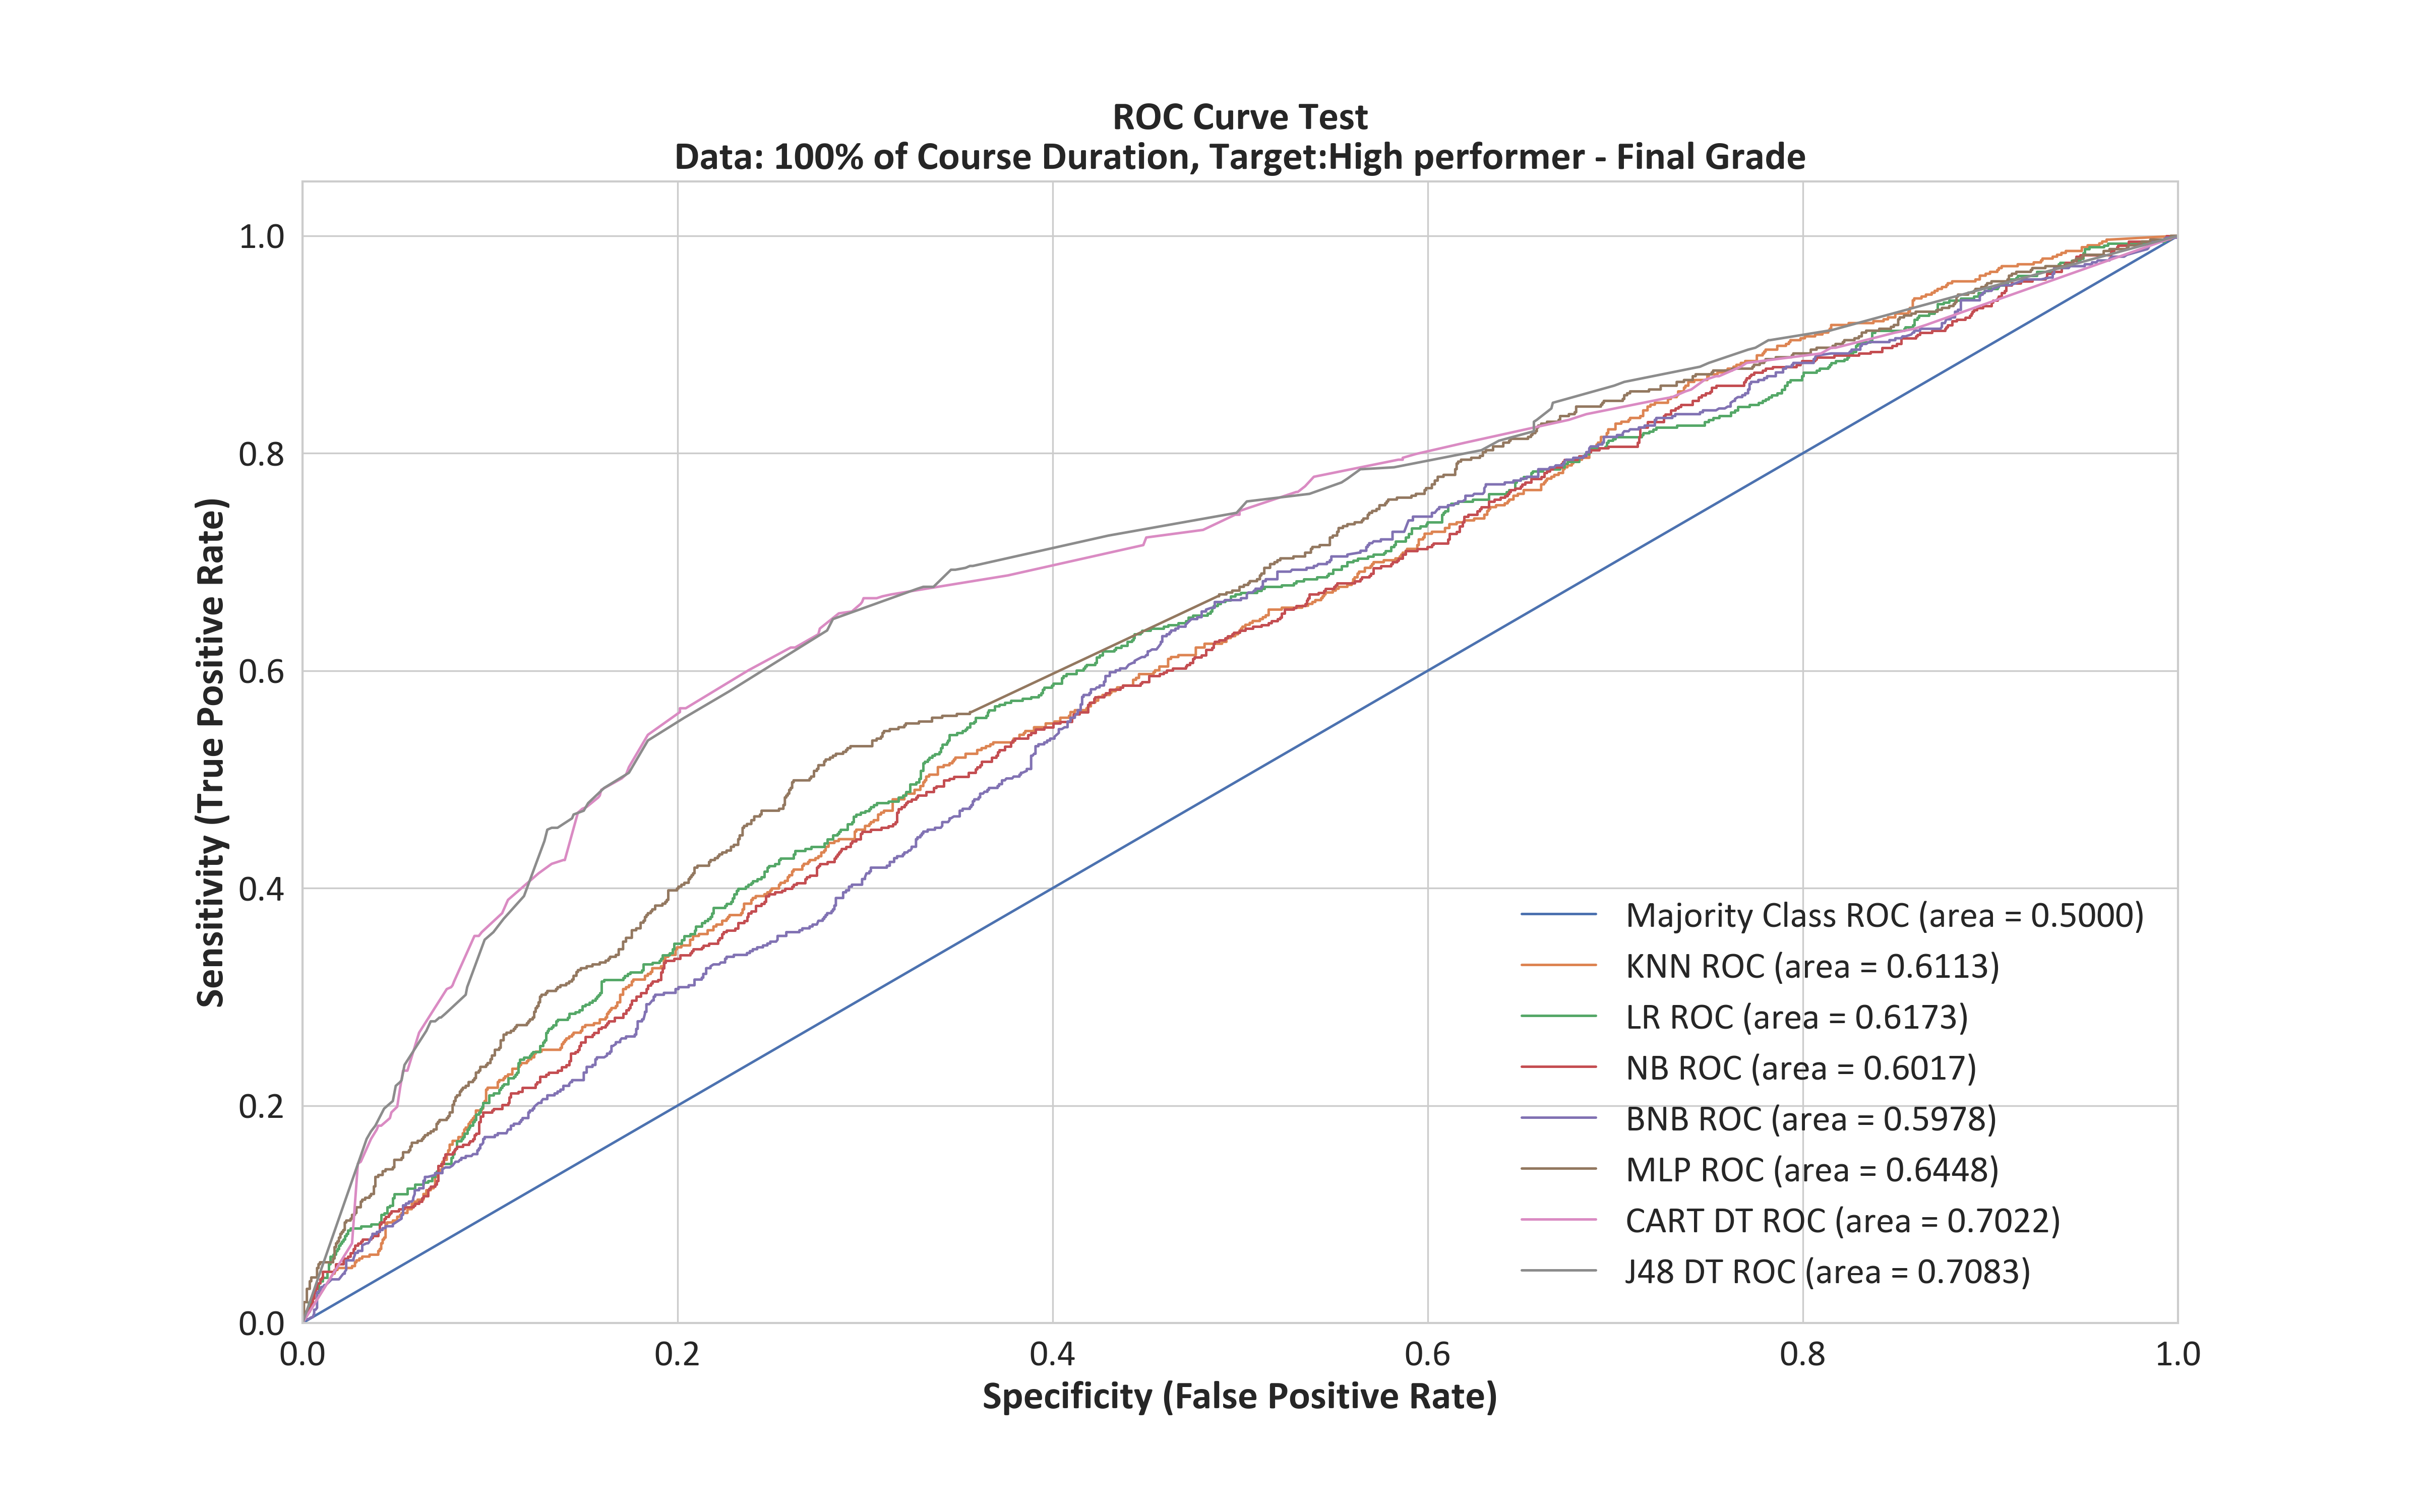 ROC Curve Test
Data: 100% of Course Duration, Target:High performer - Final Grade
Sensitivity (True Positive Rate)
1.0
0.8
0.6
0.4
0.2
0.0
Majority Class ROC (area = 0.5000)
KNN ROC (area = 0.6113)
LR ROC (area = 0.6173)
NB ROC (area = 0.6017)
BNB ROC (area = 0.5978)
MLP ROC (area = 0.6448)
CART DT ROC (area = 0.7022)
J48 DT ROC (area = 0.7083)
0.0 0.2 0.4 0.6 0.8 1.0
Specificity (False Positive Rate)